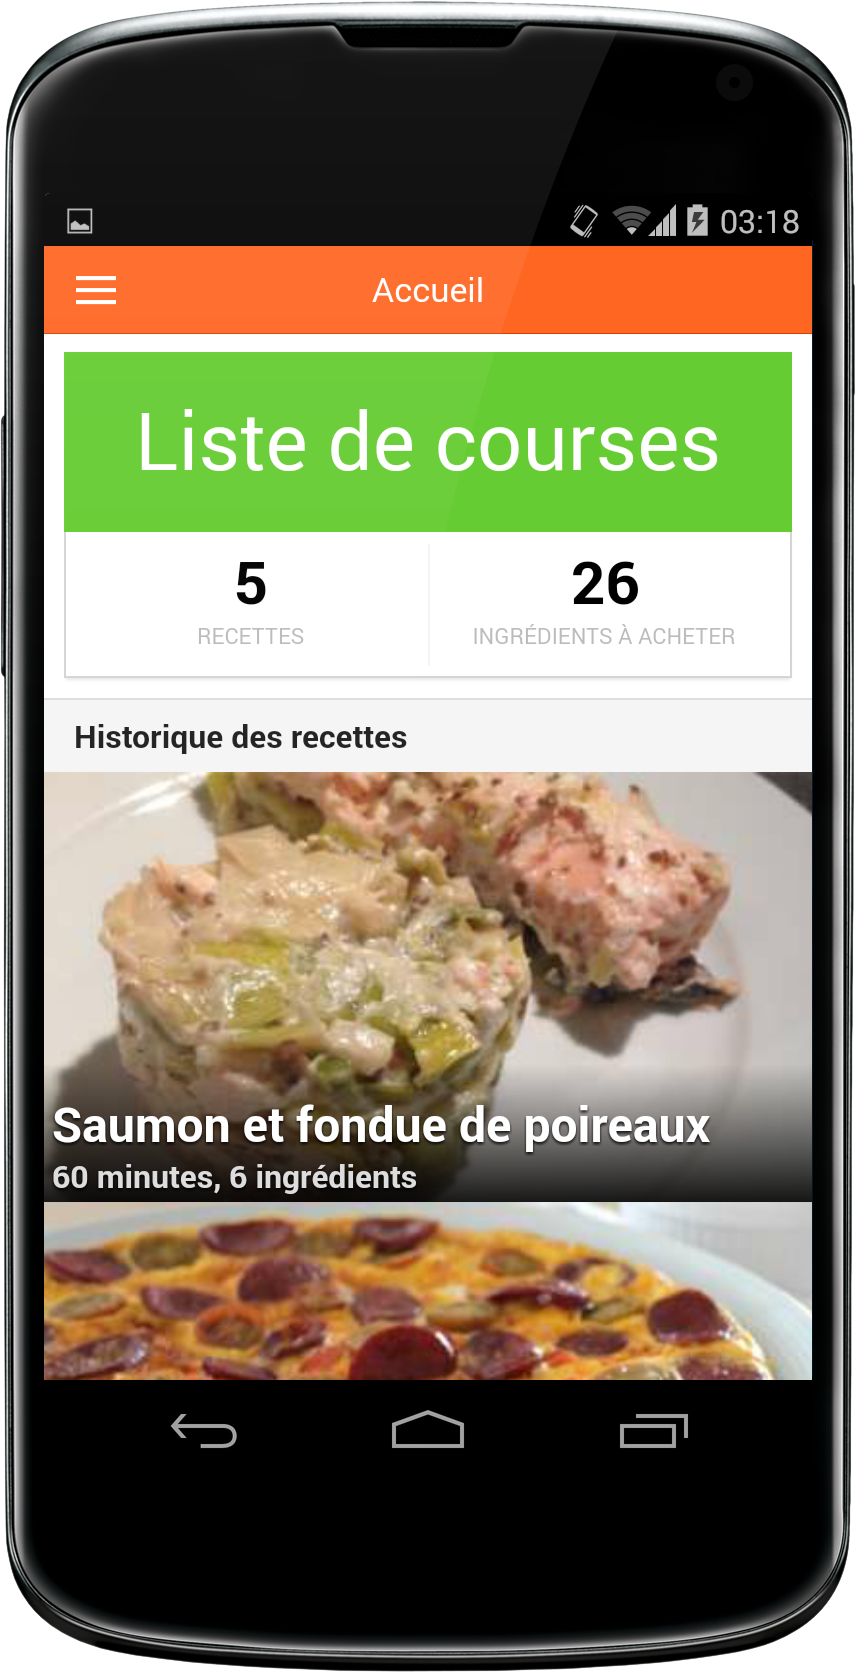 03:18
Accueil
Liste de courses
5
RECETTES
26
INGRÉDIENTS À ACHETER
Historique des recettes
Saumon et fondue de poireaux
60 minutes, 6 ingrédients